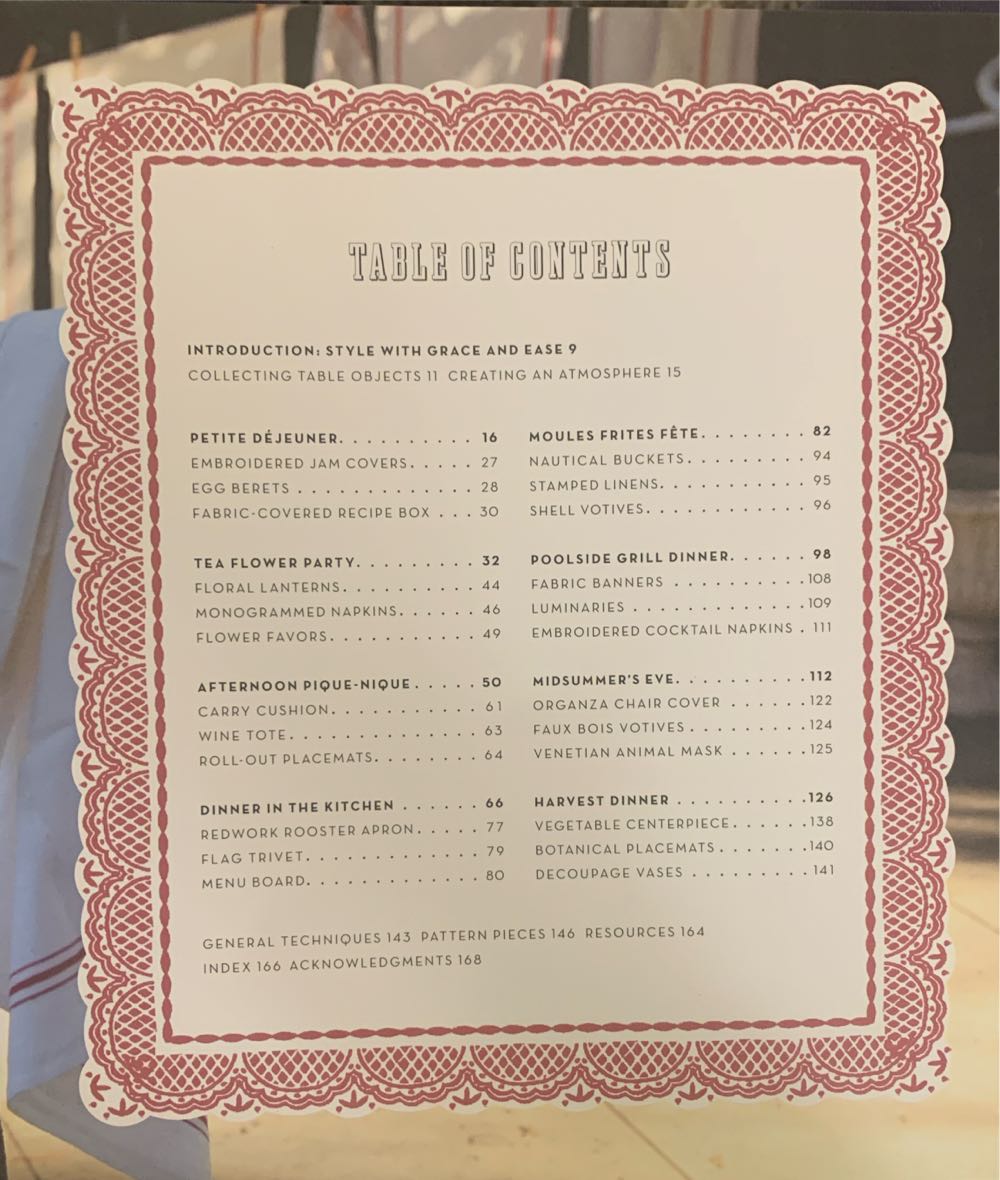 TABLE OF CONTENTS
INTRODUCTION: STYLE WITH GRACE AND EASE 9
COLLECTING TABLE OBJECTS 11 CREATING AN ATMOSPHERE 15
PETITE DÉJEUNER. . . . . . . . . . 16
EMBROIDERED JAM COVERS. . . . . 27
EGG BERETS . . . . . . . . . . . . . 28
FABRIC-COVERED RECIPE BOX . . . 30
TEA FLOWER PARTY. . . . . . . . . 32
FLORAL LANTERNS. . . . . . . . . . 44
MONOGRAMMED NAPKINS. . . . . . 46
FLOWER FAVORS. . . . . . . . . . . 49
AFTERNOON PIQUE-NIQUE . . . . . 50
CARRY CUSHION. . . . . . . . . . . 61
WINE TOTE. . . . . . . . . . . . . . 63
ROLL-OUT PLACEMATS. . . . . . . . 64
DINNER IN THE KITCHEN . . . . . . 66
REDWORK ROOSTER APRON. . . . . 77
FLAG TRIVET. . . . . . . . . . . . . 79
MENU BOARD. . . . . . . . . . . . . 80
MOULES FRITES FÊTE. . . . . . . . 82
NAUTICAL BUCKETS. . . . . . . . . 94
STAMPED LINENS. . . . . . . . . . . 95
SHELL VOTIVES. . . . . . . . . . . . 96
POOLSIDE GRILL DINNER. . . . . . 98
FABRIC BANNERS . . . . . . . . . .108
LUMINARIES . . . . . . . . . . . . .109
EMBROIDERED COCKTAIL NAPKINS . 111
MIDSUMMER'S EVE. . . . . . . . . .112
ORGANZA CHAIR COVER . . . . . .122
FAUX BOIS VOTIVES . . . . . . . . .124
VENETIAN ANIMAL MASK . . . . . .125
HARVEST DINNER . . . . . . . . . .126
VEGETABLE CENTERPIECE. . . . . .138
BOTANICAL PLACEMATS . . . . . . .140
DECOUPAGE VASES . . . . . . . . . 141
GENERAL TECHNIQUES 143 PATTERN PIECES 146 RESOURCES 164
INDEX 166 ACKNOWLEDGMENTS 168